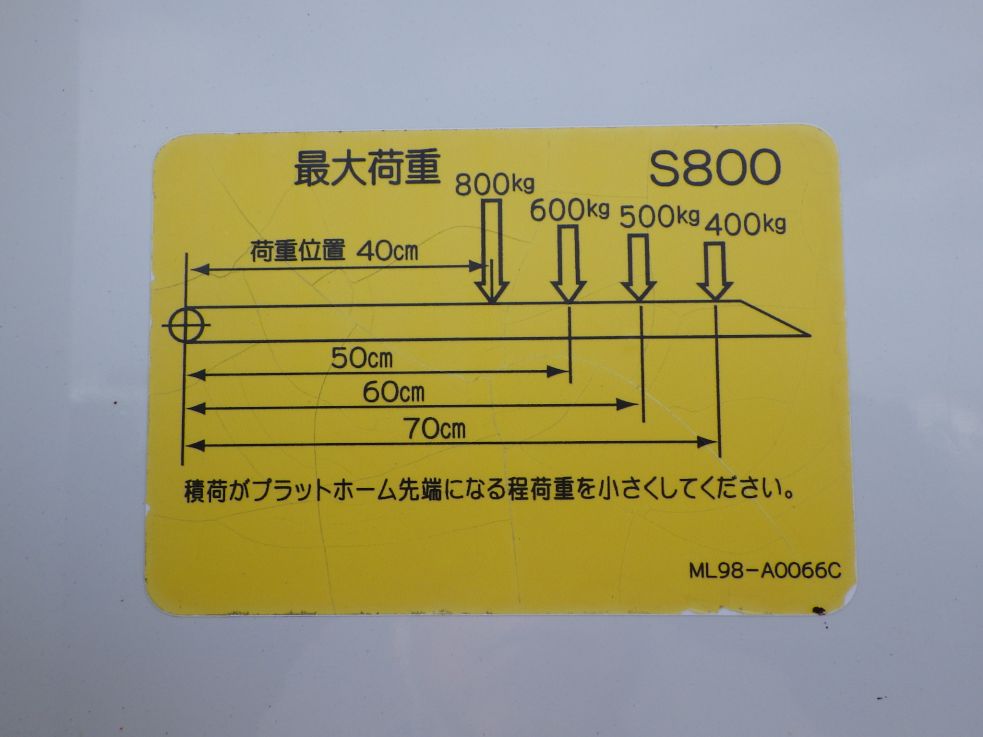 最大荷重 S800
800kg
600kg 500kg 400kg
荷重位置 40cm
50cm
60cm
70cm
積荷がプラットホーム先端になる程荷重を小さくしてください。
ML98-A0066C